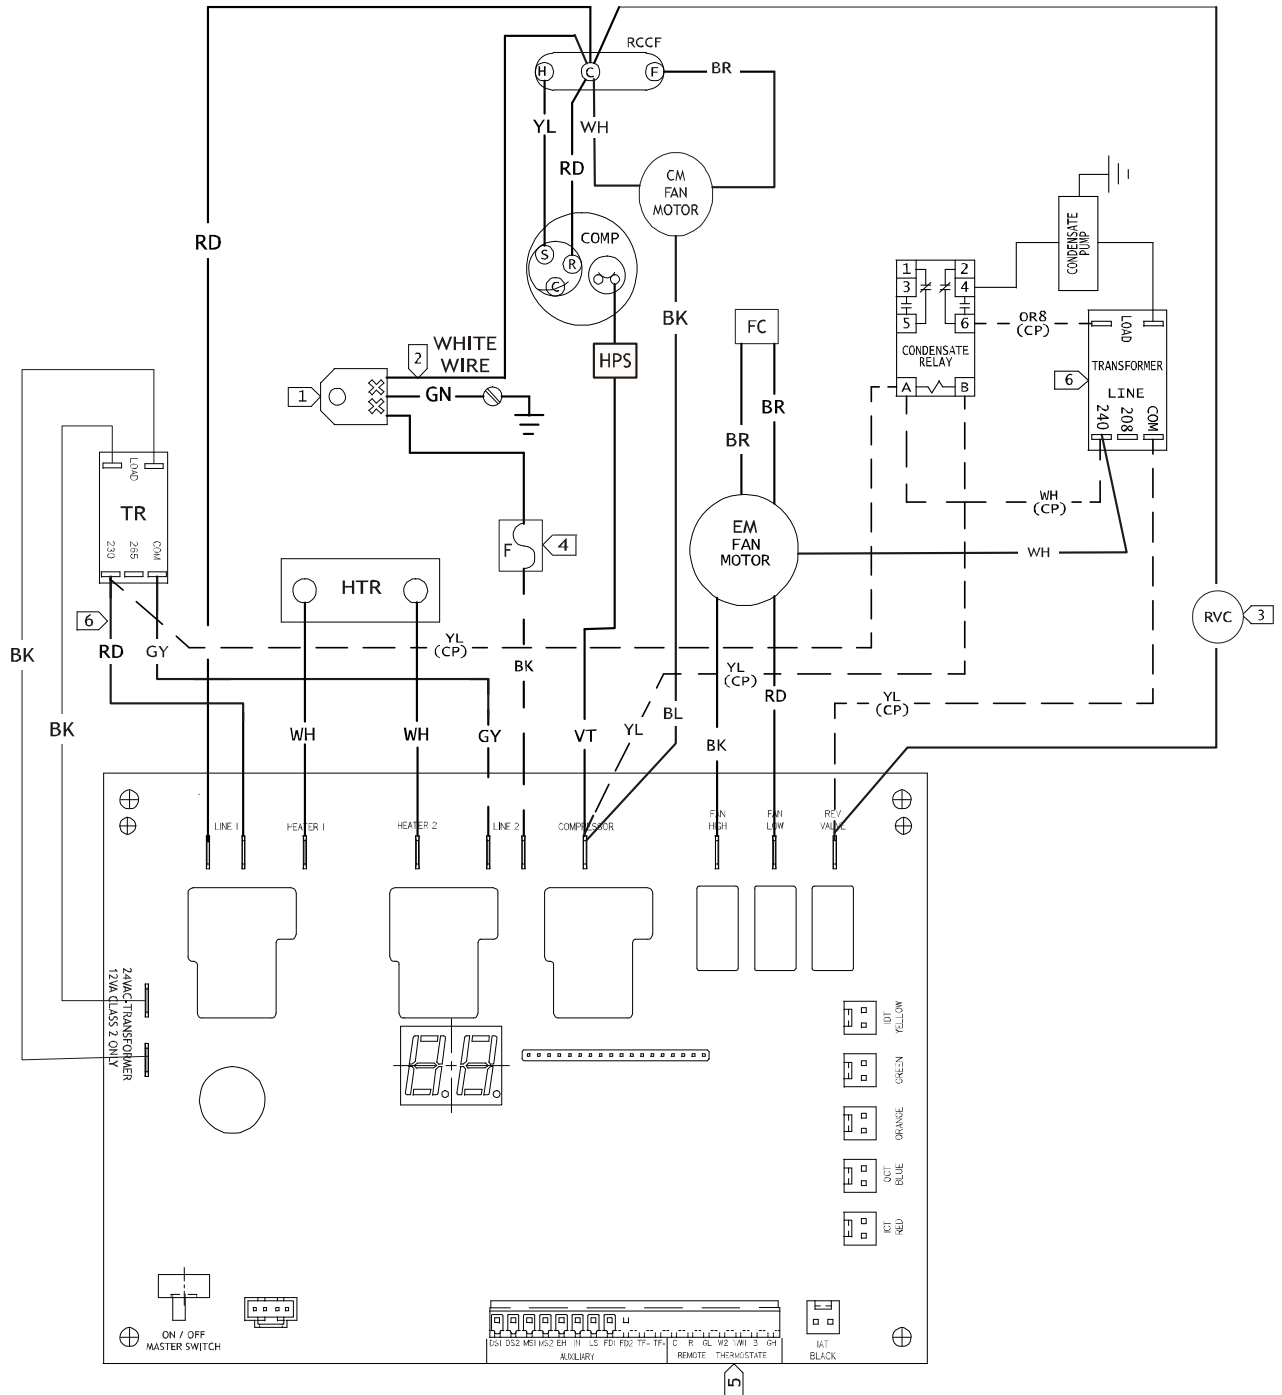 RCCF
H
C
F
BR
YL
WH
RD
CM
FAN
MOTOR
COMP
S
R
C
RD
BK
HPS
2
WHITE
WIRE
1
GN
FC
BR
BR
CONDENSATE
PUMP
1
2
3
4
5
6
CONDENSATE
RELAY
A
B
OR8
(CP)
LOAD
TRANSFORMER
6
LINE
240
208
COM
WH
(CP)
WH
EM
FAN
MOTOR
F
4
LOAD
TR
230
265
COM
6
HTR
RVC
3
BK
RD
GY
BK
YL
(CP)
BK
YL
(CP)
RD
YL
(CP)
WH
WH
GY
VT
YL
BL
BK
LINE 1
HEATER 1
HEATER 2
LINE 2
COMPRESSOR
FAN
HIGH
FAN
LOW
REV
VALVE
24VAC-TRANSFORMER
12VA CLASS 2 ONLY
IDT
YELLOW
GREEN
ORANGE
OCT
BLUE
ICT
RED
ON / OFF
MASTER SWITCH
DS1 DS2 MS1 MS2 EH IN LS FD1 FD2 TF- TF- C R GL W2 Y/W1 B GH
AUXILIARY
REMOTE THERMOSTATE
IAT
BLACK
5